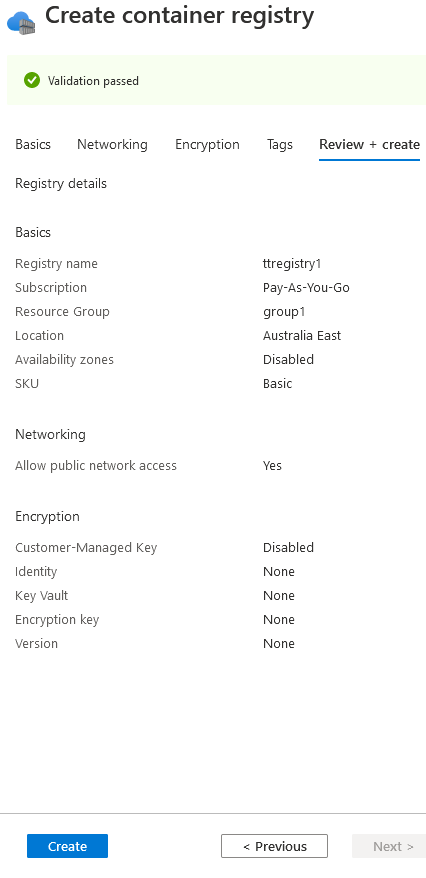 Create container registry
Validation passed
Basics Networking Encryption Tags Review + create
Registry details
Basics
Registry name ttregistry1
Subscription Pay-As-You-Go
Resource Group group1
Location Australia East
Availability zones Disabled
SKU Basic
Networking
Allow public network access Yes
Encryption
Customer-Managed Key Disabled
Identity None
Key Vault None
Encryption key None
Version None
Create < Previous Next >